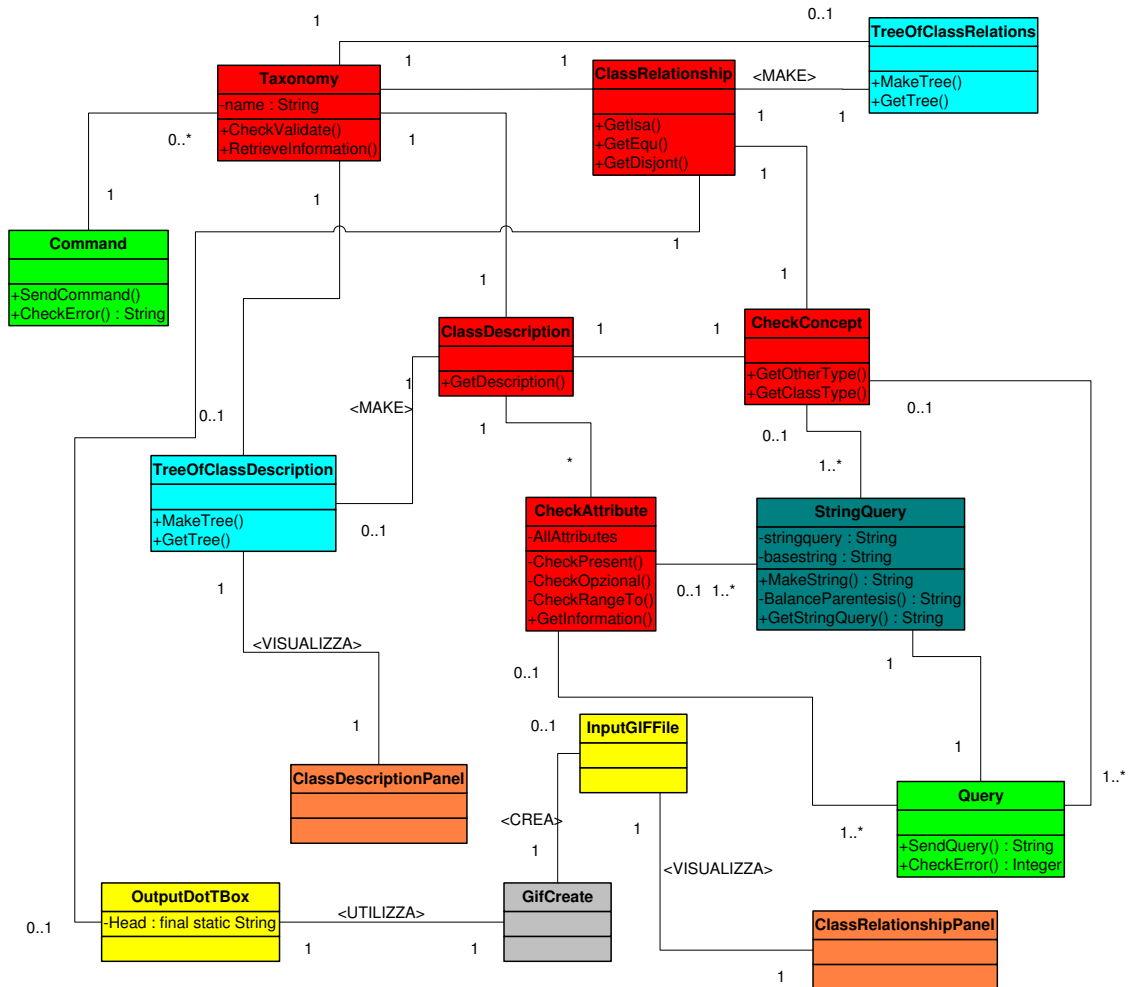 1
0..1
TreeOfClassRelations
+MakeTree()
+GetTree()
1
1
1
Taxonomy
-name : String
+CheckValidate()
+RetrieveInformation()
ClassRelationship
+GetIsa()
+GetEqu()
+GetDisjont()
<MAKE>
1
1
0..*
1
1
1
1
1
Command
+SendCommand()
+CheckError() : String
1
1
1
ClassDescription
+GetDescription()
1
1
CheckConcept
+GetOtherType()
+GetClassType()
1
<MAKE>
0..1
0..1
1
0..1
0..1
*
1..*
TreeOfClassDescription
+MakeTree()
+GetTree()
0..1
CheckAttribute
-AllAttributes
-CheckPresent()
-CheckOpzional()
-CheckRangeTo()
+GetInformation()
0..1
1..*
StringQuery
-stringquery : String
-basestring : String
+MakeString() : String
-BalanceParentesis() : String
+GetStringQuery() : String
1
<VISUALIZZA>
1
0..1
1
1
0..1
InputGIFFile
ClassDescriptionPanel
1..*
Query
+SendQuery() : String
+CheckError() : Integer
1..*
<CREA>
1
1
<VISUALIZZA>
OutputDotTBox
-Head : final static String
<UTILIZZA>
GifCreate
0..1
1
1
ClassRelationshipPanel
1